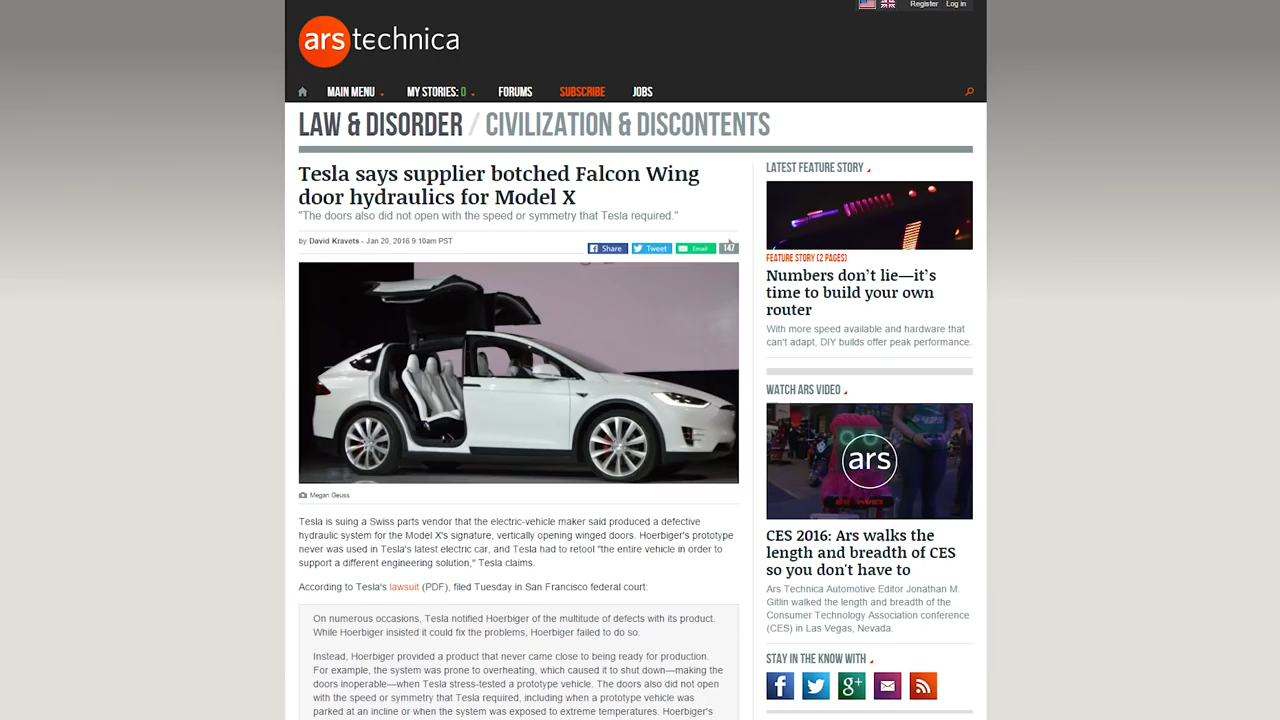 Register Log in
ars technica
MAIN MENU MY STORIES: 0 FORUMS SUBSCRIBE JOBS
LAW & DISORDER / CIVILIZATION & DISCONTENTS
Tesla says supplier botched Falcon Wing
door hydraulics for Model X
"The doors also did not open with the speed or symmetry that Tesla required."
by David Kravets - Jan 20, 2016 9:10am PST
Share Tweet Email 147
Megan Geuss
Tesla is suing a Swiss parts vendor that the electric-vehicle maker said produced a defective
hydraulic system for the Model X's signature, vertically opening winged doors. Hoerbiger's prototype
never was used in Tesla's latest electric car, and Tesla had to retool "the entire vehicle in order to
support a different engineering solution," Tesla claims.
According to Tesla's lawsuit (PDF), filed Tuesday in San Francisco federal court:
On numerous occasions, Tesla notified Hoerbiger of the multitude of defects with its product.
While Hoerbiger insisted it could fix the problems, Hoerbiger failed to do so.
Instead, Hoerbiger provided a product that never came close to being ready for production.
For example, the system was prone to overheating, which caused it to shut down—making the
doors inoperable—when Tesla stress-tested a prototype vehicle. The doors also did not open
with the speed or symmetry that Tesla required, including when a prototype vehicle was
parked at an incline or when the system was exposed to extreme temperatures. Hoerbiger's
LATEST FEATURE STORY
FEATURE STORY (2 PAGES)
Numbers don't lie—it's
time to build your own
router
With more speed available and hardware that
can't adapt, DIY builds offer peak performance.
WATCH ARS VIDEO
ars
CES 2016: Ars walks the
length and breadth of CES
so you don't have to
Ars Technica Automotive Editor Jonathan M.
Gitlin walked the length and breadth of the
Consumer Technology Association conference
(CES) in Las Vegas, Nevada.
STAY IN THE KNOW WITH